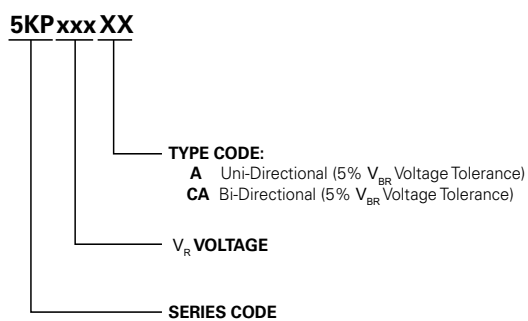 5KPxxxXX
TYPE CODE:
A Uni-Directional (5% VBR Voltage Tolerance)
CA Bi-Directional (5% VBR Voltage Tolerance)
VR VOLTAGE
SERIES CODE